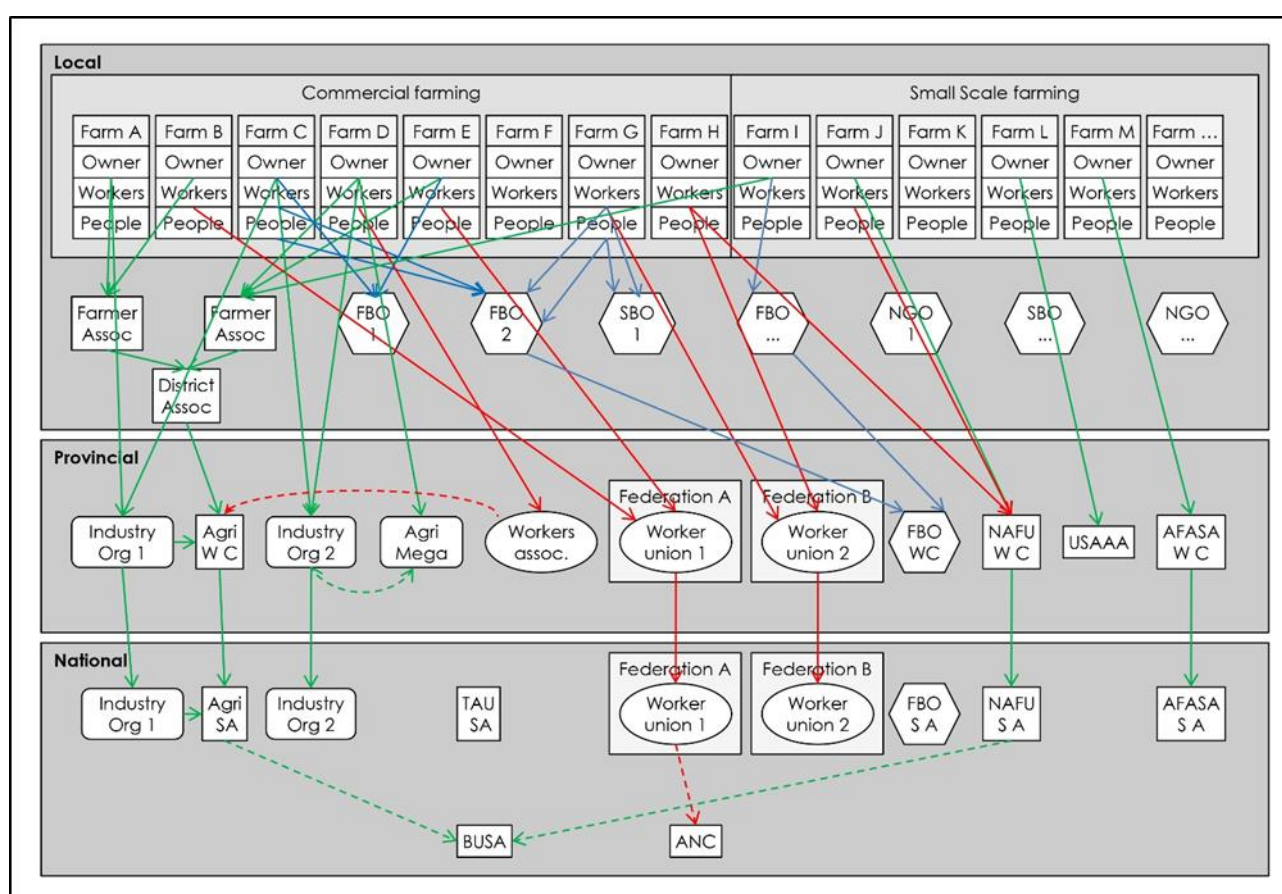 Local
Commercial farming
Small Scale farming
Farm A
Farm B
Farm C
Farm D
Farm E
Farm F
Farm G
Farm H
Farm I
Farm J
Farm K
Farm L
Farm M
Farm ...
Owner
Owner
Owner
Owner
Owner
Owner
Owner
Owner
Owner
Owner
Owner
Owner
Owner
Owner
Workers
Workers
Workers
Workers
Workers
Workers
Workers
Workers
Workers
Workers
Workers
Workers
Workers
Workers
People
People
People
People
People
People
People
People
People
People
People
People
People
People
Farmer
Assoc
Farmer
Assoc
FBO
1
FBO
2
SBO
1
FBO
...
NGO
1
SBO
...
NGO
...
District
Assoc
Provincial
Industry
Org 1
Agri
W C
Industry
Org 2
Agri
Mega
Workers
assoc.
Federation A
Worker
union 1
Federation B
Worker
union 2
FBO
WC
NAFU
W C
USAAA
AFASA
W C
National
Industry
Org 1
Agri
SA
Industry
Org 2
TAU
SA
Federation A
Worker
union 1
Federation B
Worker
union 2
FBO
S A
NAFU
S A
AFASA
S A
BUSA
ANC